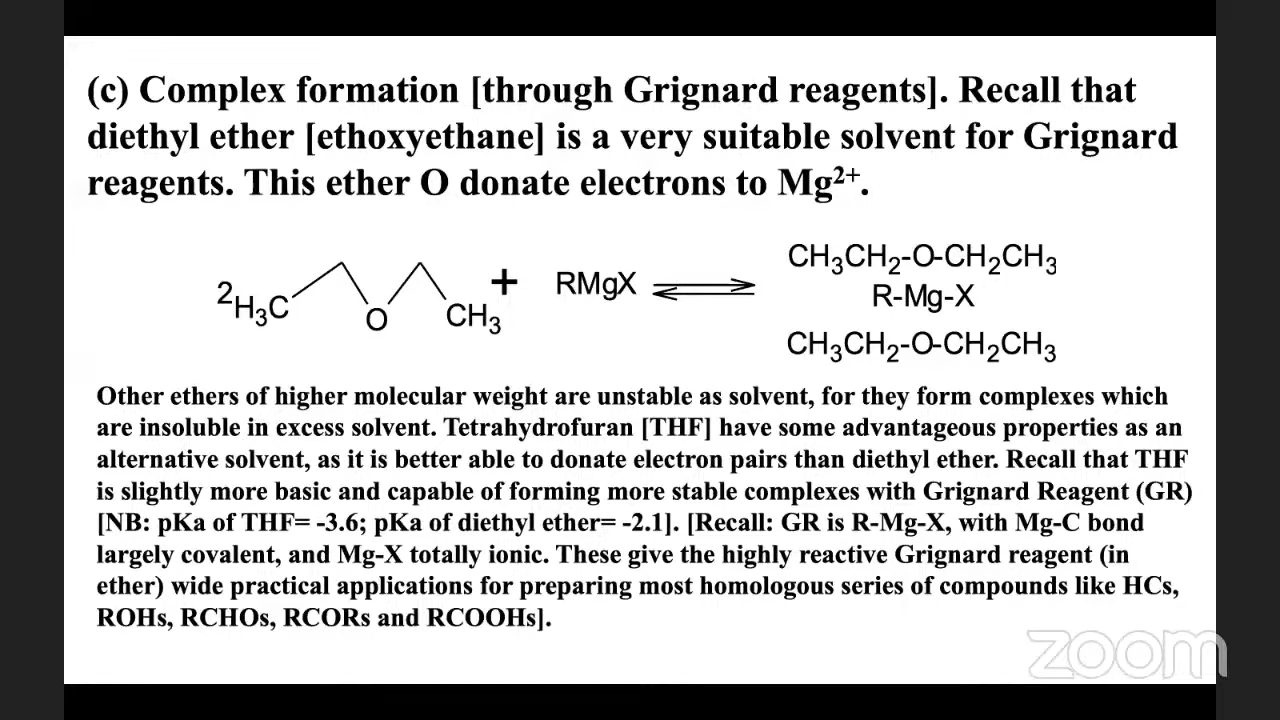 (c) Complex formation [through Grignard reagents]. Recall that
diethyl ether [ethoxyethane] is a very suitable solvent for Grignard
reagents. This ether O donate electrons to Mg²⁺.
2 H₃C O CH₃ + RMgX ⇌
CH₃CH₂-O-CH₂CH₃
R-Mg-X
CH₃CH₂-O-CH₂CH₃
Other ethers of higher molecular weight are unstable as solvent, for they form complexes which
are insoluble in excess solvent. Tetrahydrofuran [THF] have some advantageous properties as an
alternative solvent, as it is better able to donate electron pairs than diethyl ether. Recall that THF
is slightly more basic and capable of forming more stable complexes with Grignard Reagent (GR)
[NB: pKa of THF= -3.6; pKa of diethyl ether= -2.1]. [Recall: GR is R-Mg-X, with Mg-C bond
largely covalent, and Mg-X totally ionic. These give the highly reactive Grignard reagent (in
ether) wide practical applications for preparing most homologous series of compounds like HCs,
ROHs, RCHOs, RCORs and RCOOHs].
zoom